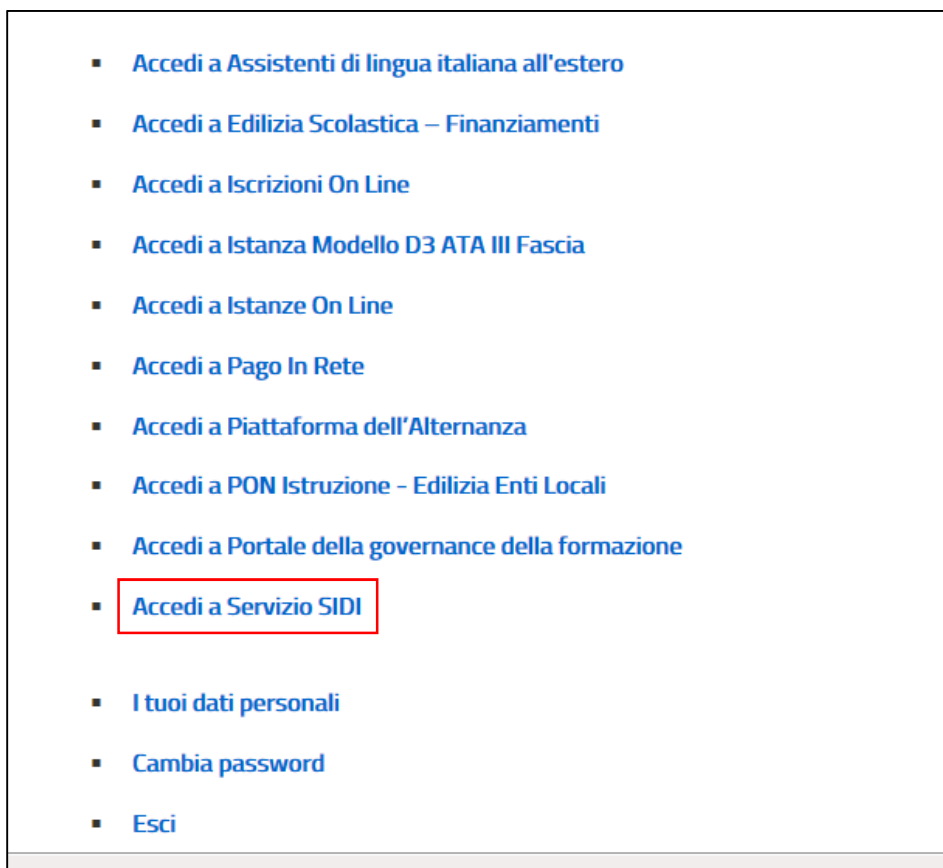 Accedi a Assistenti di lingua italiana all'estero
Accedi a Edilizia Scolastica – Finanziamenti
Accedi a Iscrizioni On Line
Accedi a Istanza Modello D3 ATA III Fascia
Accedi a Istanze On Line
Accedi a Pago In Rete
Accedi a Piattaforma dell’Alternanza
Accedi a PON Istruzione - Edilizia Enti Locali
Accedi a Portale della governance della formazione
Accedi a Servizio SIDI
I tuoi dati personali
Cambia password
Esci